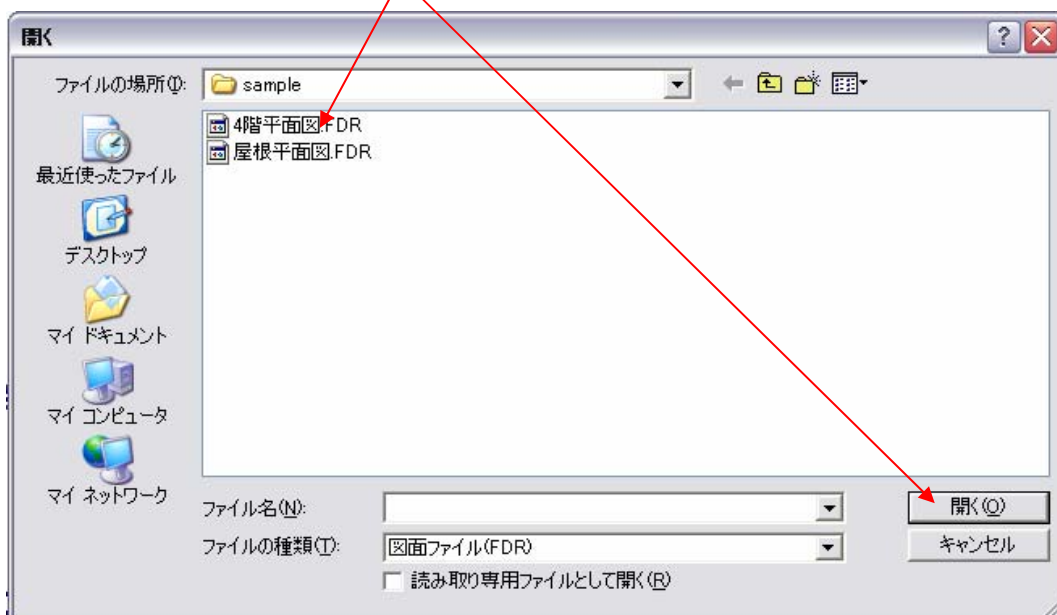 開く
ファイルの場所(I):
sample
4階平面図.FDR
屋根平面図.FDR
最近使ったファイル
デスクトップ
マイ ドキュメント
マイ コンピュータ
マイ ネットワーク
ファイル名(N):
開く(O)
ファイルの種類(T):
図面ファイル(FDR)
キャンセル
読み取り専用ファイルとして開く(R)